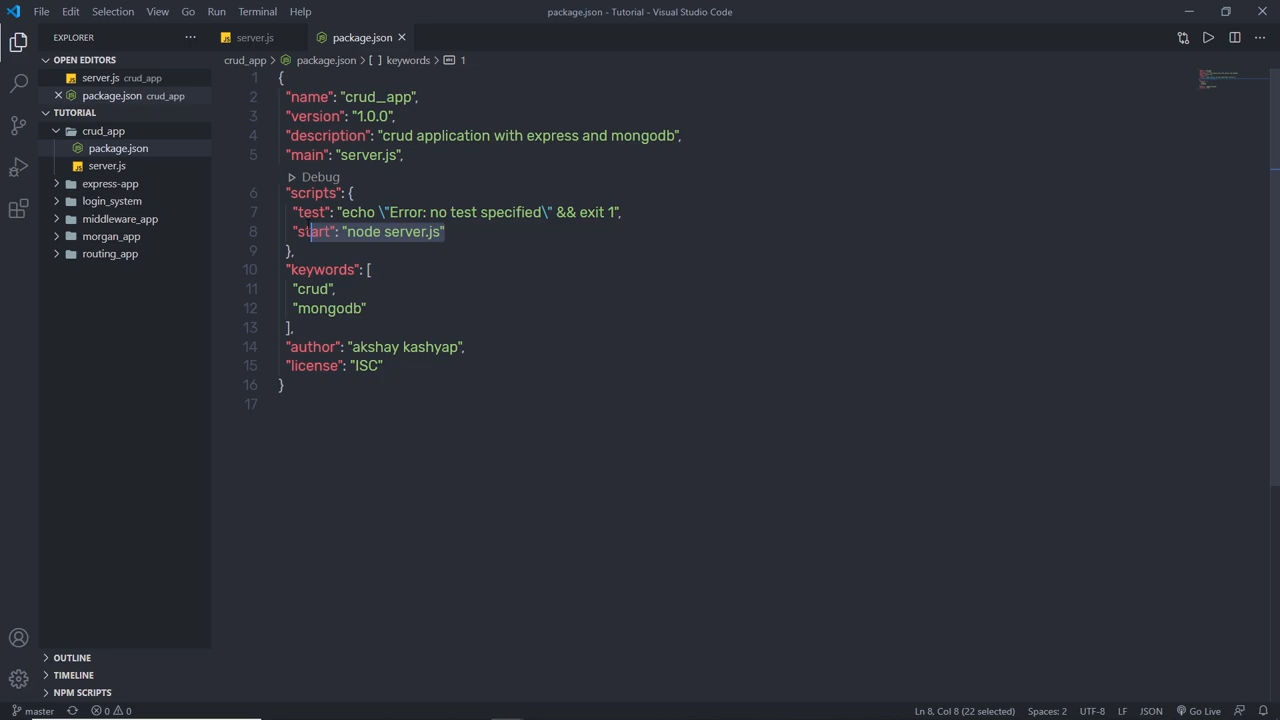 File Edit Selection View Go Run Terminal Help
package.json - Tutorial - Visual Studio Code
EXPLORER
OPEN EDITORS
server.js crud_app
package.json crud_app
TUTORIAL
crud_app
package.json
server.js
express-app
login_system
middleware_app
morgan_app
routing_app
OUTLINE
TIMELINE
NPM SCRIPTS
server.js package.json
crud_app > package.json > [ ] keywords > 1
1 {
2 "name": "crud_app",
3 "version": "1.0.0",
4 "description": "crud application with express and mongodb",
5 "main": "server.js",
Debug
6 "scripts": {
7 "test": "echo \"Error: no test specified\" && exit 1",
8 "start": "node server.js"
9 },
10 "keywords": [
11 "crud",
12 "mongodb"
13 ],
14 "author": "akshay kashyap",
15 "license": "ISC"
16 }
17
master 0 0 Ln 8, Col 8 (22 selected) Spaces: 2 UTF-8 LF JSON Go Live